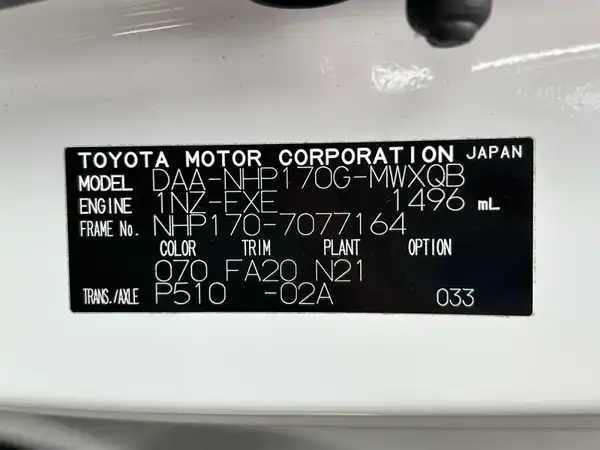 TOYOTA MOTOR CORPORATION JAPAN
MODEL DAA-NHP170G-MWXQB
ENGINE 1NZ-FXE 1496 mL
FRAME No. NHP170-7077164
COLOR TRIM PLANT OPTION
070 FA20 N21
TRANS./AXLE P510 -02A 033